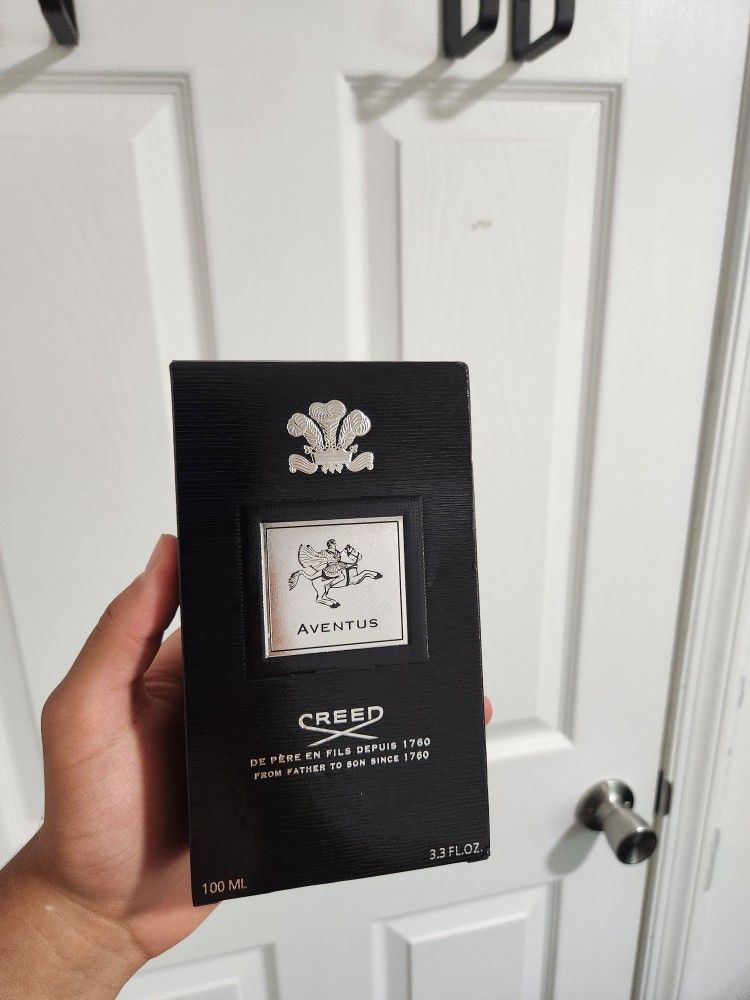 AVENTUS
CREED
DE PÈRE EN FILS DEPUIS 1760
FROM FATHER TO SON SINCE 1760
100 ML
3.3 FL.OZ.